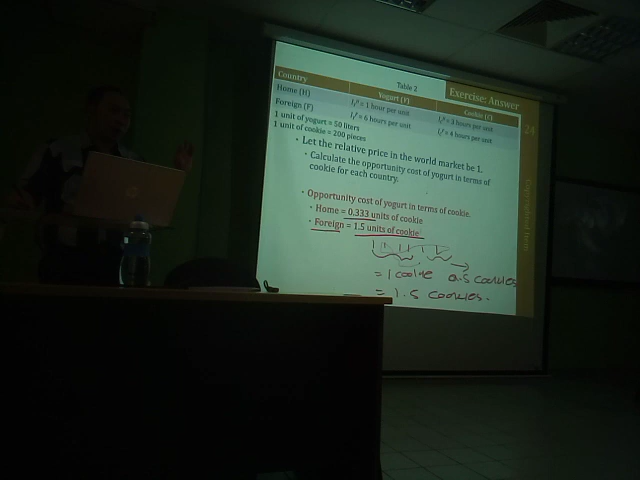 Table 2
Exercise: Answer
Country
Yogurt (Y)
Cookie (C)
Home (H)
= 1 hour per unit
= 3 hours per unit
Foreign (F)
= 6 hours per unit
= 4 hours per unit
1 unit of yogurt = 50 liters
1 unit of cookie = 200 pieces
24
• Let the relative price in the world market be 1.
• Calculate the opportunity cost of yogurt in terms of
cookie for each country.
• Opportunity cost of yogurt in terms of cookie.
• Home = 0.333 units of cookie
• Foreign = 1.5 units of cookie
= 1 cookie 0.5 cookies
= 1.5 cookies.